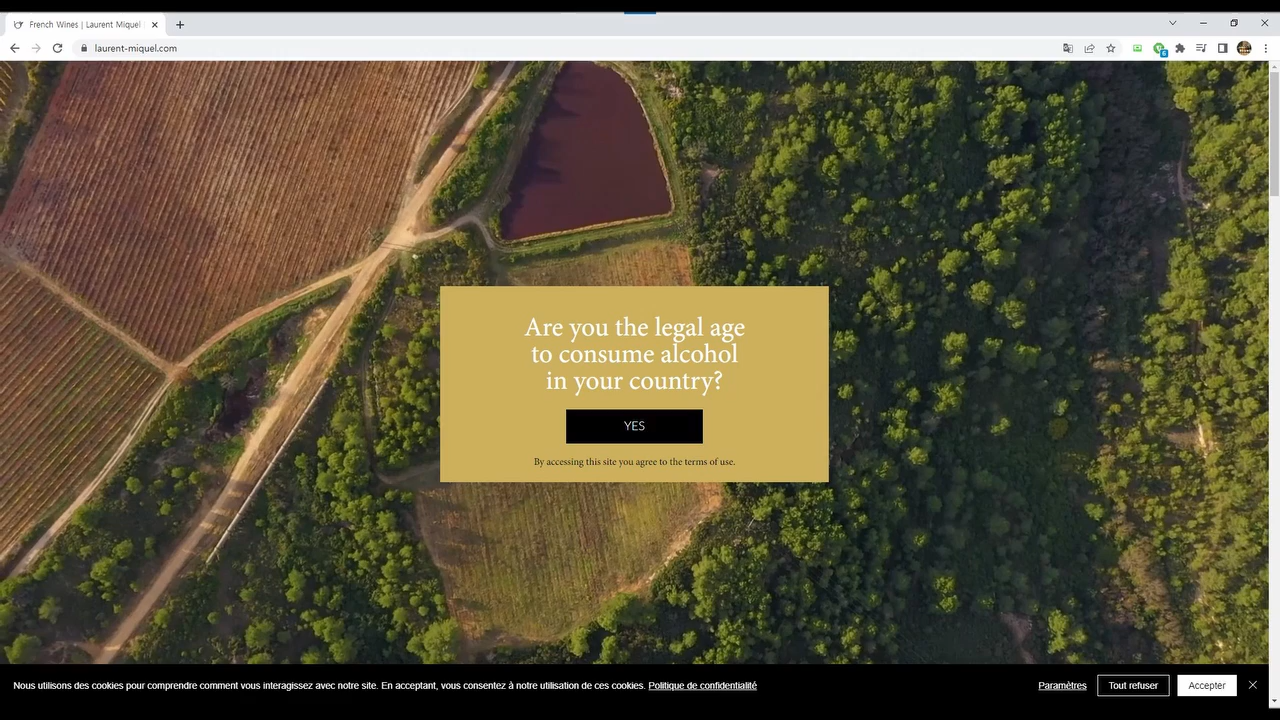 French Wines | Laurent Miquel
laurent-miquel.com
6
Are you the legal age
to consume alcohol
in your country?
YES
By accessing this site you agree to the terms of use.
Nous utilisons des cookies pour comprendre comment vous interagissez avec notre site. En acceptant, vous consentez à notre utilisation de ces cookies. Politique de confidentialité
Paramètres
Tout refuser
Accepter